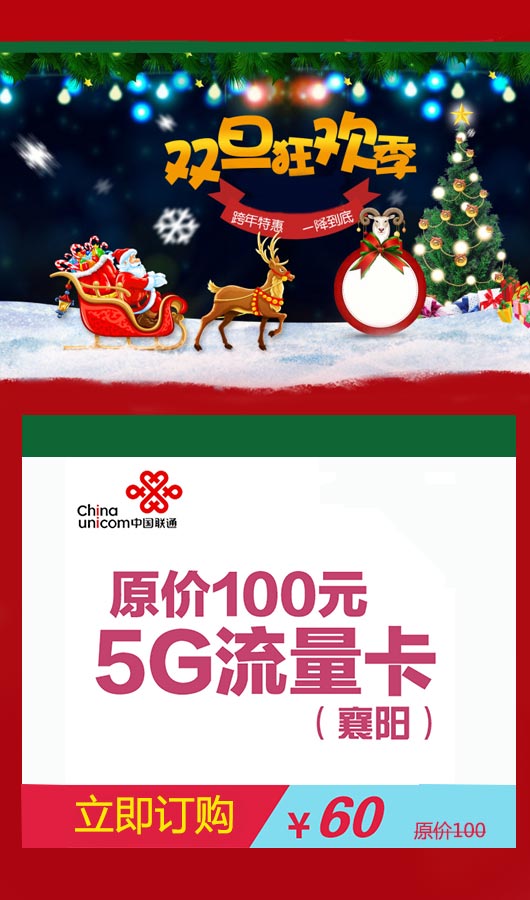 双旦狂欢季
跨年特惠 一降到底
China
unicom中国联通
原价100元
5G流量卡
（襄阳）
立即订购
￥60
原价100